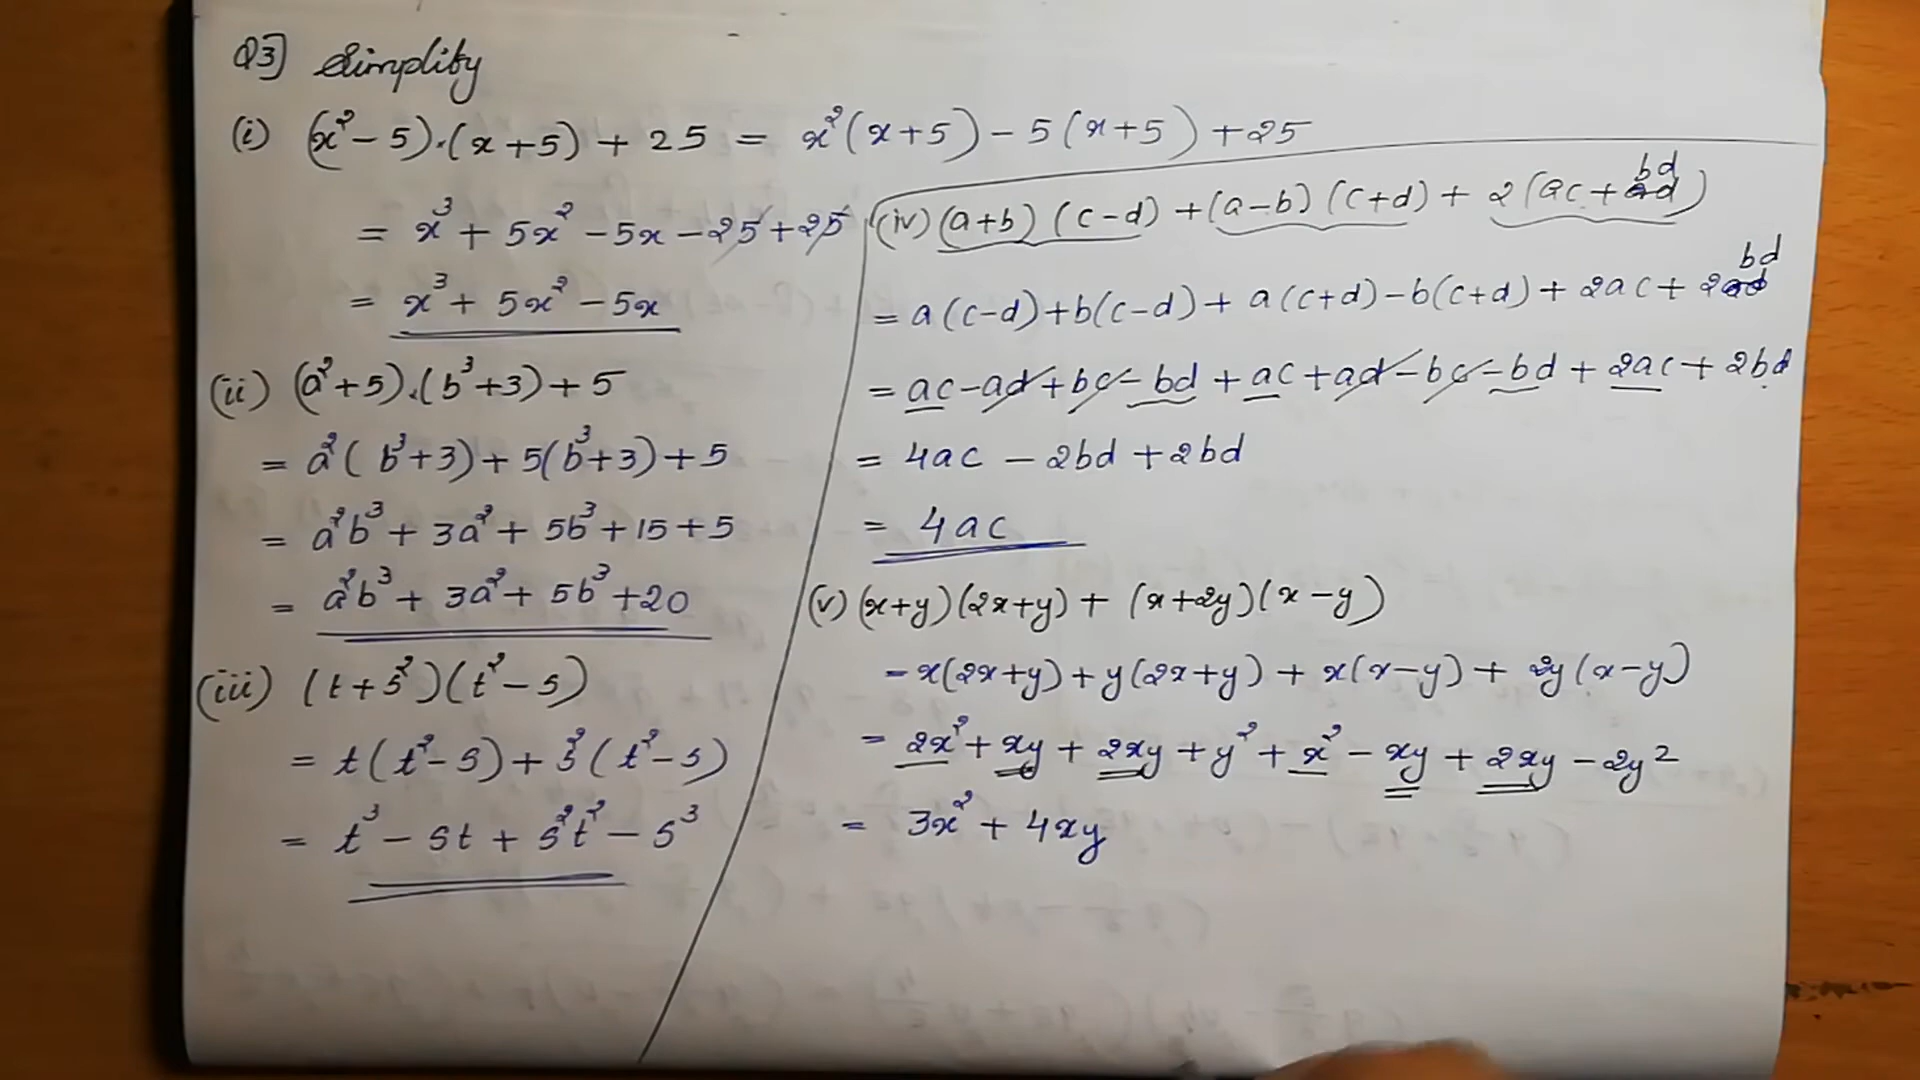 Q3] Simplify
(i) (x² – 5).(x + 5) + 25 = x²(x+5) – 5(x+5) + 25
= x³ + 5x² – 5x – 25 + 25
= x³ + 5x² – 5x
(ii) (a² + 5).(b³ + 3) + 5
= a²(b³+3) + 5(b³+3) + 5
= a²b³ + 3a² + 5b³ + 15 + 5
= a²b³ + 3a² + 5b³ + 20
(iii) (t + s²)(t² – s)
= t(t² – s) + s²(t² – s)
= t³ – st + s²t² – s³
(iv) (a+b) (c–d) + (a–b) (c+d) + 2(ac + bd)
= a(c–d) + b(c–d) + a(c+d) – b(c+d) + 2ac + 2bd
= ac – ad + bc – bd + ac + ad – bc – bd + 2ac + 2bd
= 4ac – 2bd + 2bd
= 4ac
(v) (x+y)(2x+y) + (x+2y)(x–y)
– x(2x+y) + y(2x+y) + x(x–y) + 2y(x–y)
= 2x² + xy + 2xy + y² + x² – xy + 2xy – 2y²
= 3x² + 4xy